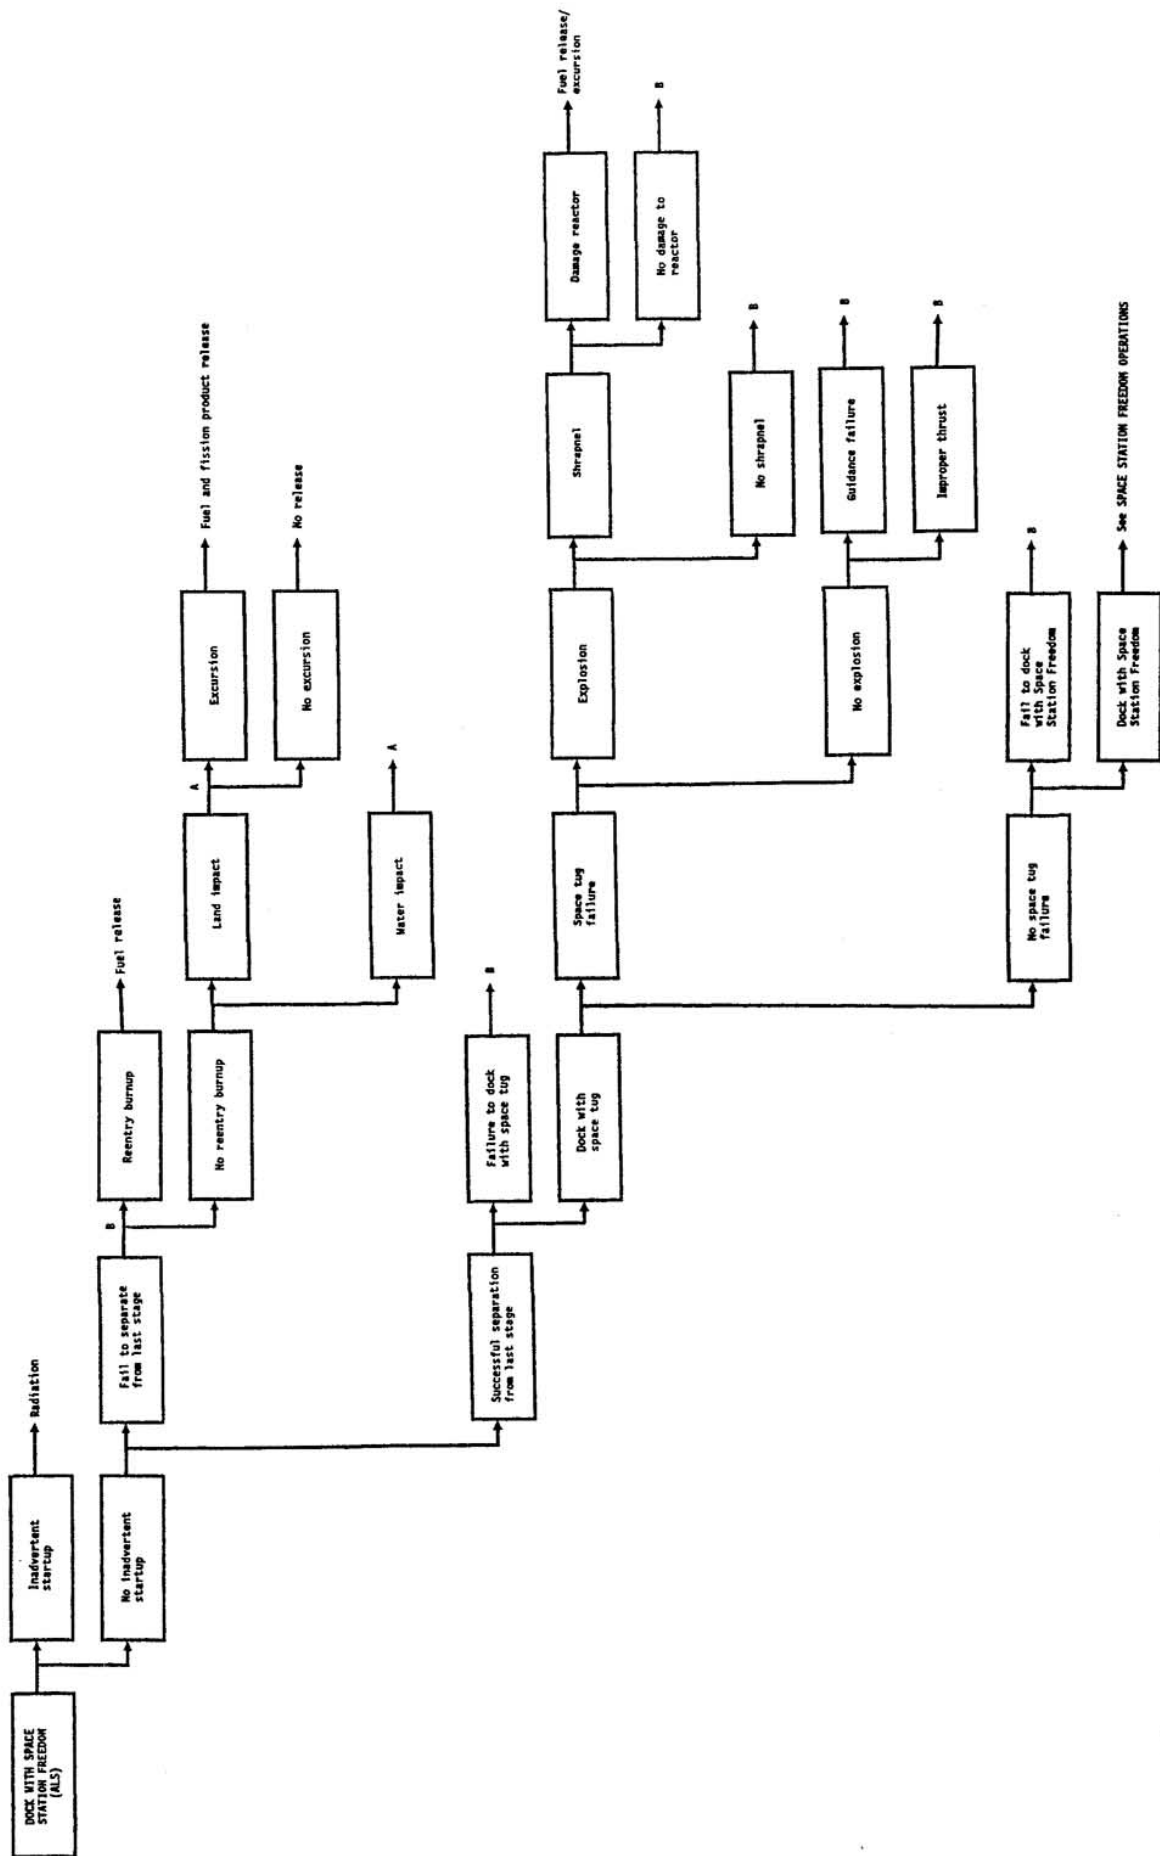 DOCK WITH SPACE
STATION FREEDOM
(ALS)
Inadvertent
startup
Radiation
No inadvertent
startup
Fail to separate
from last stage
B
Reentry burnup
Fuel release
No reentry burnup
Land impact
A
Excursion
Fuel and fission product release
No excursion
No release
Water impact
A
Successful separation
from last stage
Failure to dock
with space tug
B
Dock with
space tug
Space tug
failure
Explosion
Shrapnel
Damage reactor
Fuel release/
excursion
No damage to
reactor
B
No shrapnel
B
No explosion
Guidance failure
B
Improper thrust
B
No space tug
failure
Fail to dock
with Space
Station Freedom
B
Dock with Space
Station Freedom
See SPACE STATION FREEDOM OPERATIONS